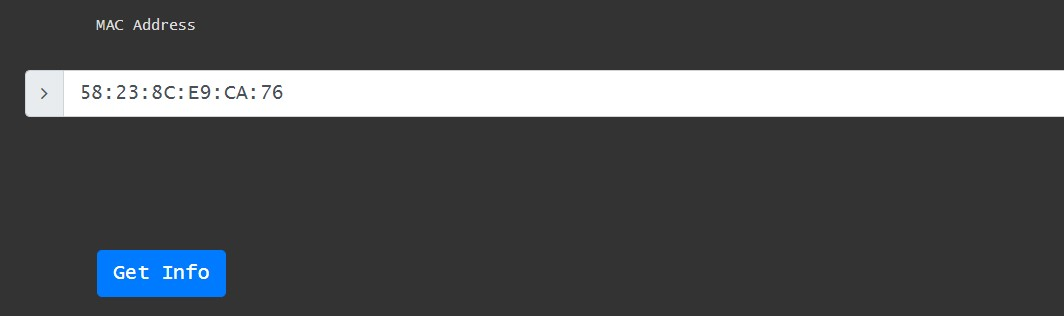 MAC Address
58:23:8C:E9:CA:76
Get Info